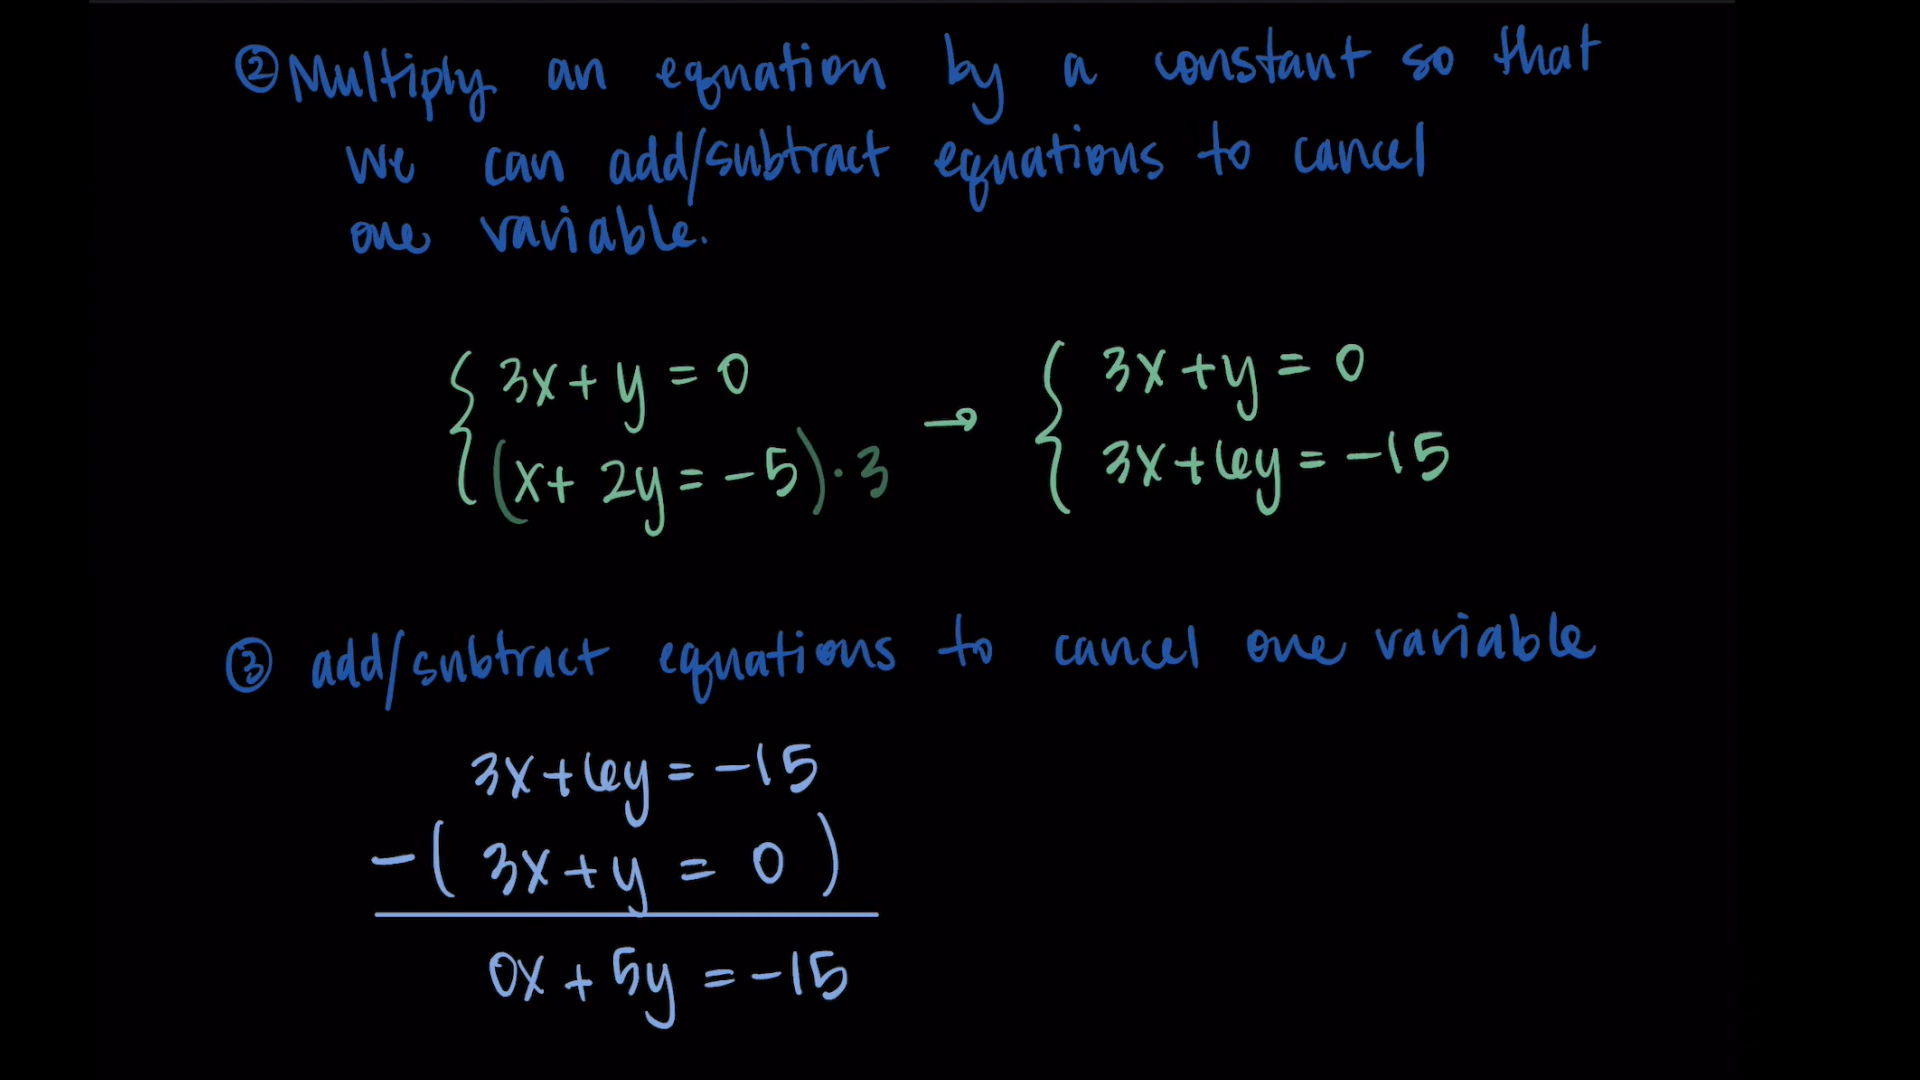 ② Multiply an equation by a constant so that
we can add/subtract equations to cancel
one variable.
{ 3x + y = 0 → { 3x + y = 0
(x + 2y = -5) · 3 3x + 6y = -15
③ add/subtract equations to cancel one variable
3x + 6y = -15
- ( 3x + y = 0 )
0x + 5y = -15